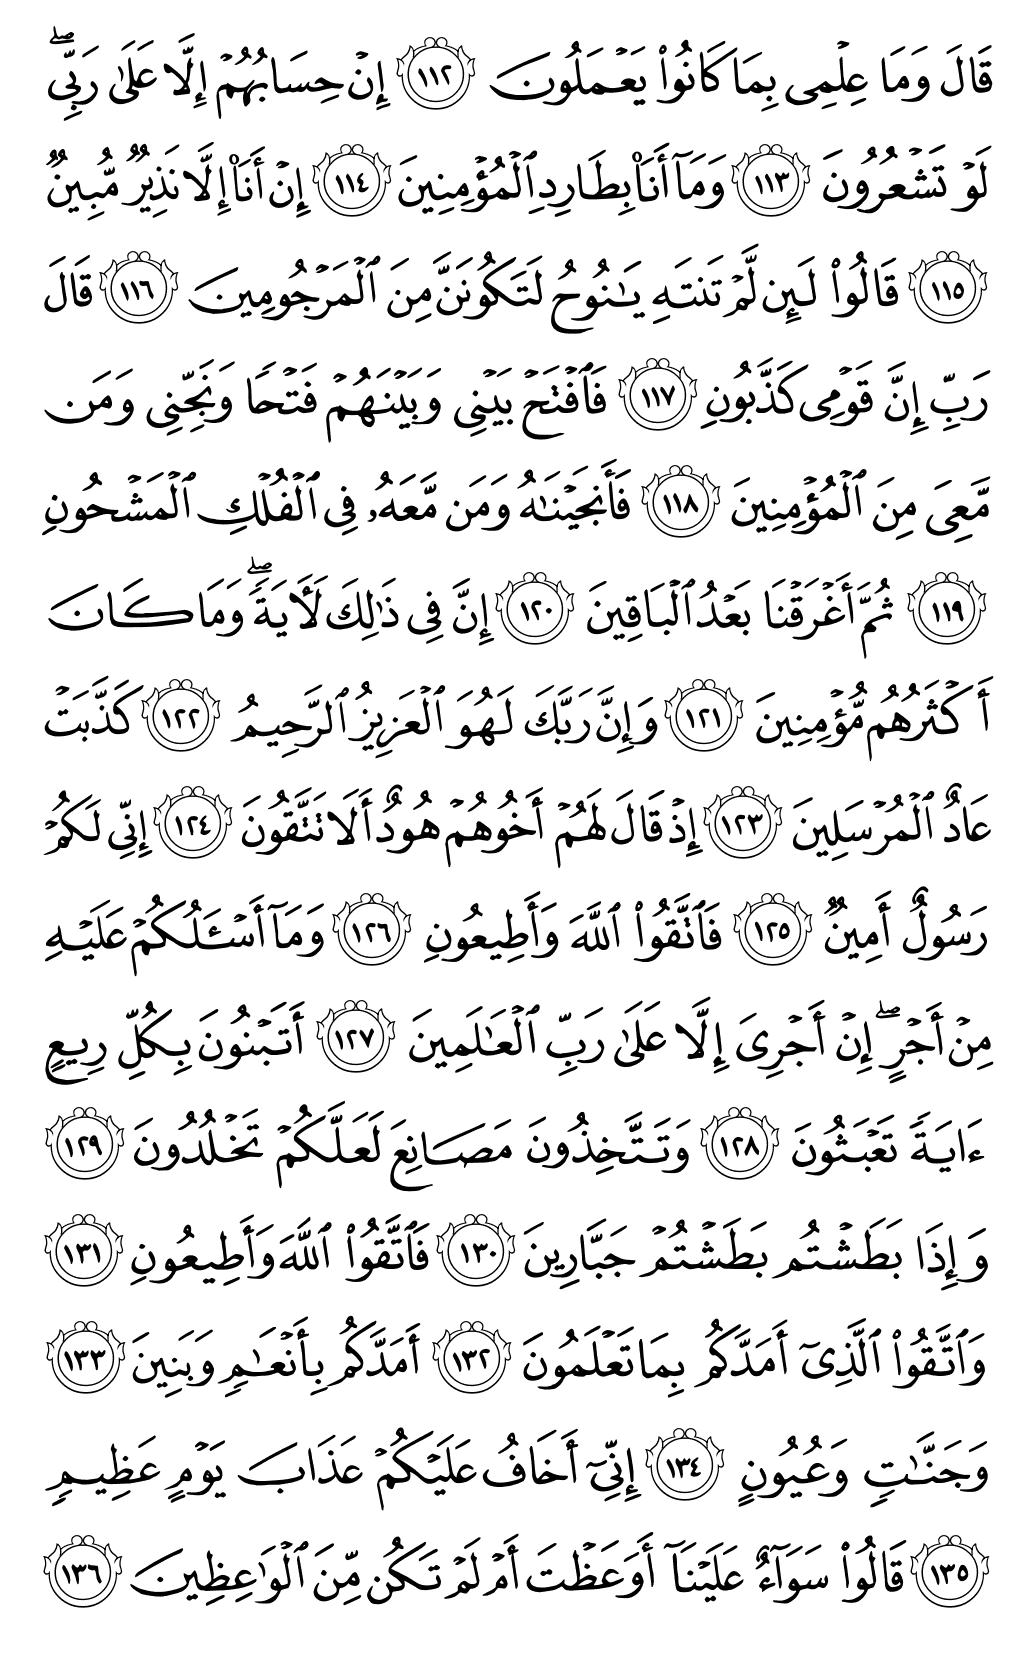 قَالَ وَمَا عِلْمِى بِمَا كَانُوا۟ يَعْمَلُونَ ١١٢ إِنْ حِسَابُهُمْ إِلَّا عَلَىٰ رَبِّى ۖ
لَوْ تَشْعُرُونَ ١١٣ وَمَآ أَنَا۠ بِطَارِدِ ٱلْمُؤْمِنِينَ ١١٤ إِنْ أَنَا۠ إِلَّا نَذِيرٌ مُّبِينٌ
١١٥ قَالُوا۟ لَئِن لَّمْ تَنتَهِ يَـٰنُوحُ لَتَكُونَنَّ مِنَ ٱلْمَرْجُومِينَ ١١٦ قَالَ
رَبِّ إِنَّ قَوْمِى كَذَّبُونِ ١١٧ فَٱفْتَحْ بَيْنِى وَبَيْنَهُمْ فَتْحًا وَنَجِّنِى وَمَن
مَّعِىَ مِنَ ٱلْمُؤْمِنِينَ ١١٨ فَأَنجَيْنَـٰهُ وَمَن مَّعَهُۥ فِى ٱلْفُلْكِ ٱلْمَشْحُونِ
١١٩ ثُمَّ أَغْرَقْنَا بَعْدُ ٱلْبَاقِينَ ١٢٠ إِنَّ فِى ذَٰلِكَ لَـَٔايَةً ۖ وَمَا كَانَ
أَكْثَرُهُم مُّؤْمِنِينَ ١٢١ وَإِنَّ رَبَّكَ لَهُوَ ٱلْعَزِيزُ ٱلرَّحِيمُ ١٢٢ كَذَّبَتْ
عَادٌ ٱلْمُرْسَلِينَ ١٢٣ إِذْ قَالَ لَهُمْ أَخُوهُمْ هُودٌ أَلَا تَتَّقُونَ ١٢٤ إِنِّى لَكُمْ
رَسُولٌ أَمِينٌ ١٢٥ فَٱتَّقُوا۟ ٱللَّهَ وَأَطِيعُونِ ١٢٦ وَمَآ أَسْـَٔلُكُمْ عَلَيْهِ
مِنْ أَجْرٍ ۖ إِنْ أَجْرِىَ إِلَّا عَلَىٰ رَبِّ ٱلْعَـٰلَمِينَ ١٢٧ أَتَبْنُونَ بِكُلِّ رِيعٍ
ءَايَةً تَعْبَثُونَ ١٢٨ وَتَتَّخِذُونَ مَصَانِعَ لَعَلَّكُمْ تَخْلُدُونَ ١٢٩
وَإِذَا بَطَشْتُم بَطَشْتُمْ جَبَّارِينَ ١٣٠ فَٱتَّقُوا۟ ٱللَّهَ وَأَطِيعُونِ ١٣١
وَٱتَّقُوا۟ ٱلَّذِىٓ أَمَدَّكُم بِمَا تَعْلَمُونَ ١٣٢ أَمَدَّكُم بِأَنْعَـٰمٍ وَبَنِينَ ١٣٣
وَجَنَّـٰتٍ وَعُيُونٍ ١٣٤ إِنِّىٓ أَخَافُ عَلَيْكُمْ عَذَابَ يَوْمٍ عَظِيمٍ
١٣٥ قَالُوا۟ سَوَآءٌ عَلَيْنَآ أَوَعَظْتَ أَمْ لَمْ تَكُن مِّنَ ٱلْوَٰعِظِينَ ١٣٦